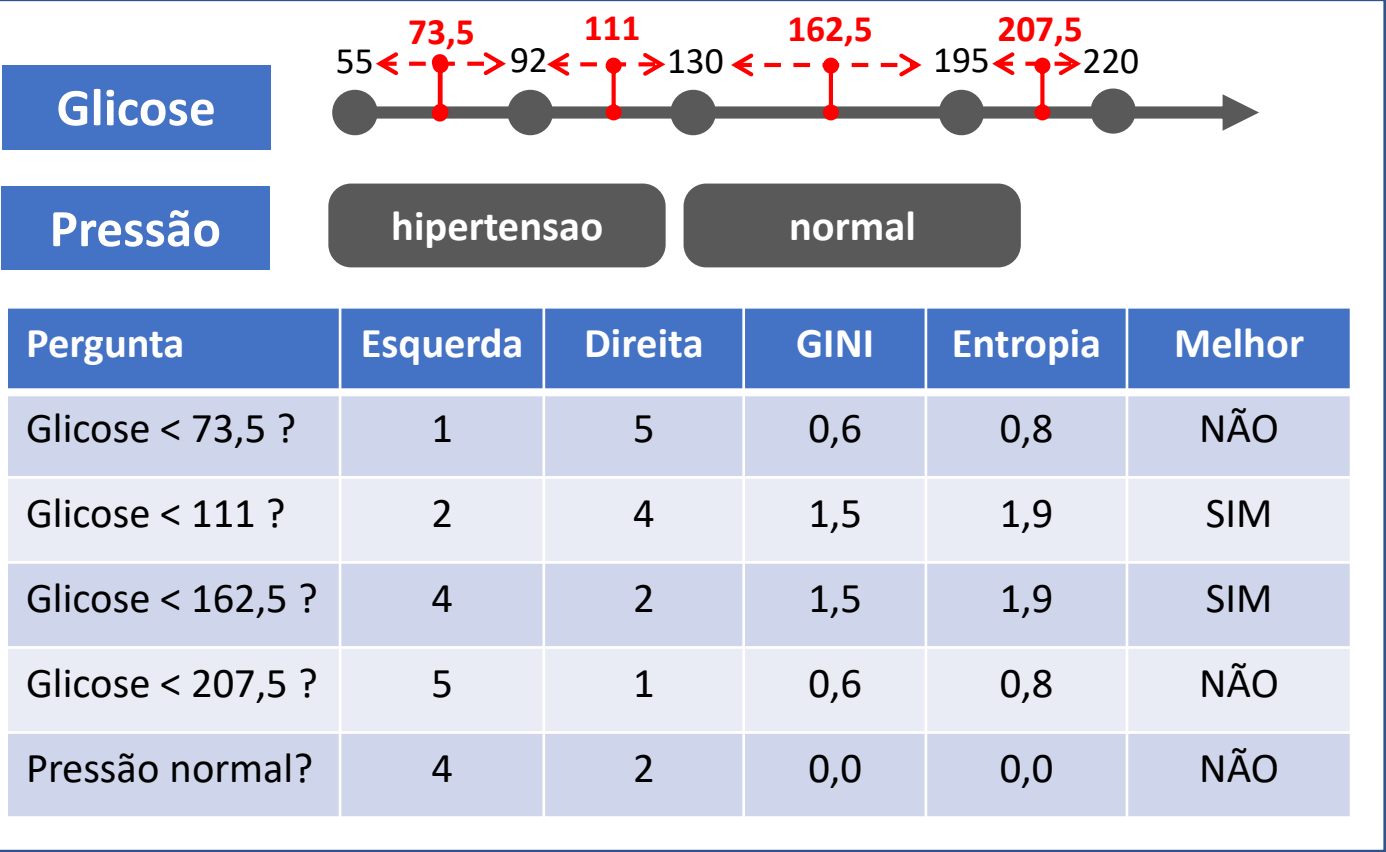 73,5 111 162,5 207,5
55 92 130 195 220
Glicose
Pressão hipertensao normal
Pergunta Esquerda Direita GINI Entropia Melhor
Glicose < 73,5 ? 1 5 0,6 0,8 NÃO
Glicose < 111 ? 2 4 1,5 1,9 SIM
Glicose < 162,5 ? 4 2 1,5 1,9 SIM
Glicose < 207,5 ? 5 1 0,6 0,8 NÃO
Pressão normal? 4 2 0,0 0,0 NÃO